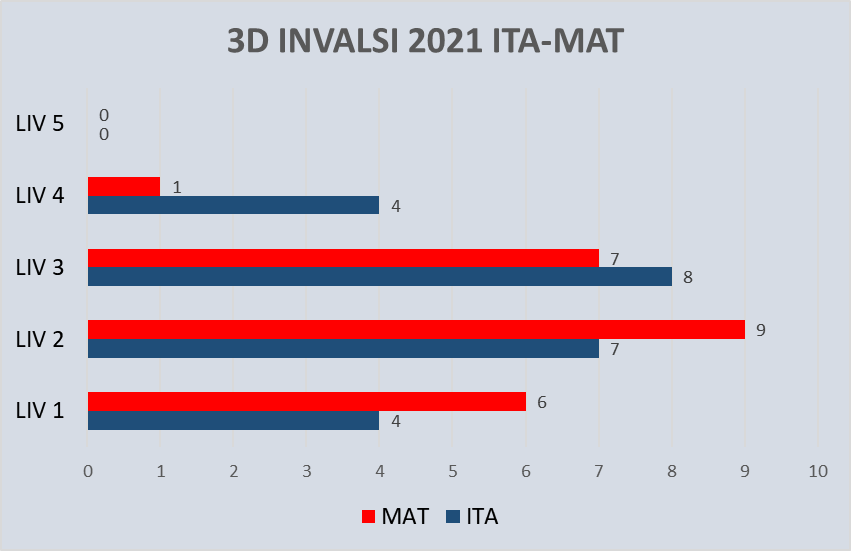 3D INVALSI 2021 ITA-MAT
LIV 5
0
0
LIV 4
1
4
LIV 3
7
8
LIV 2
9
7
LIV 1
6
4
0 1 2 3 4 5 6 7 8 9 10
MAT ITA